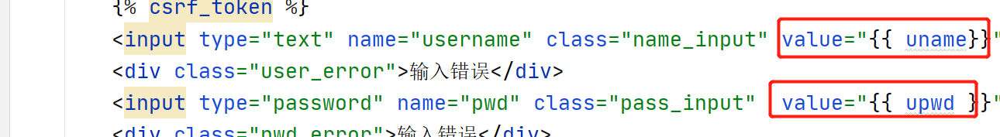 {% csrf_token %}
<input type="text" name="username" class="name_input" value="{{ uname}}"
<div class="user_error">输入错误</div>
<input type="password" name="pwd" class="pass_input"  value="{{ upwd }}"
<div class="pwd_error">输入错误</div>